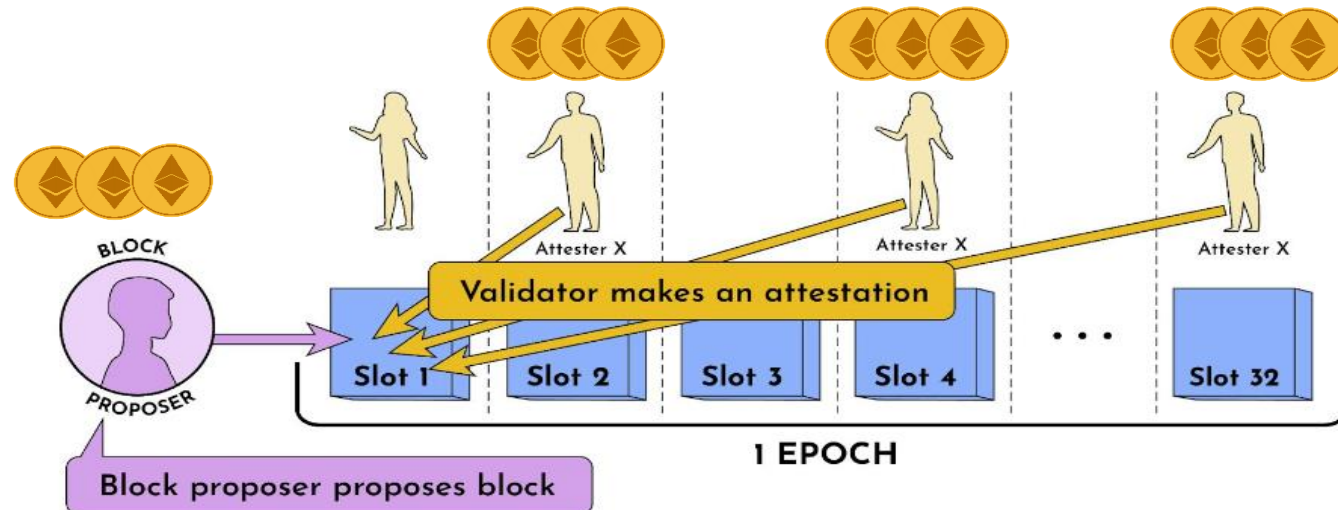 BLOCK
PROPOSER
Attester X
Attester X
Attester X
Validator makes an attestation
Slot 1
Slot 2
Slot 3
Slot 4
...
Slot 32
1 EPOCH
Block proposer proposes block